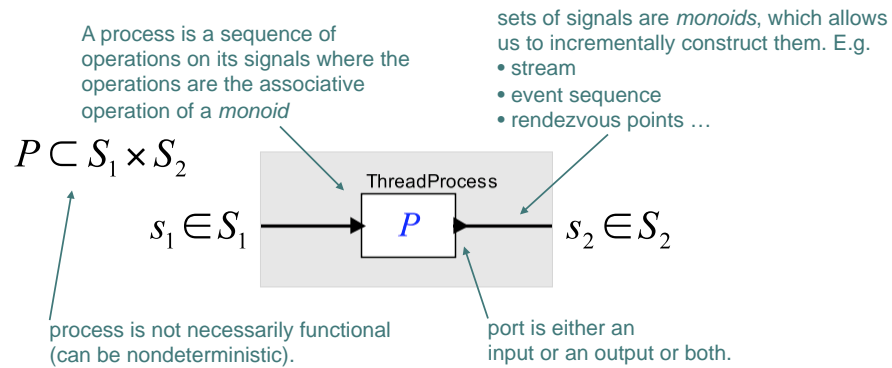 A process is a sequence of
operations on its signals where the
operations are the associative
operation of a monoid
sets of signals are monoids, which allows
us to incrementally construct them. E.g.
• stream
• event sequence
• rendezvous points …
P ⊂ S₁ × S₂
ThreadProcess
s₁ ∈ S₁
P
s₂ ∈ S₂
process is not necessarily functional
(can be nondeterministic).
port is either an
input or an output or both.